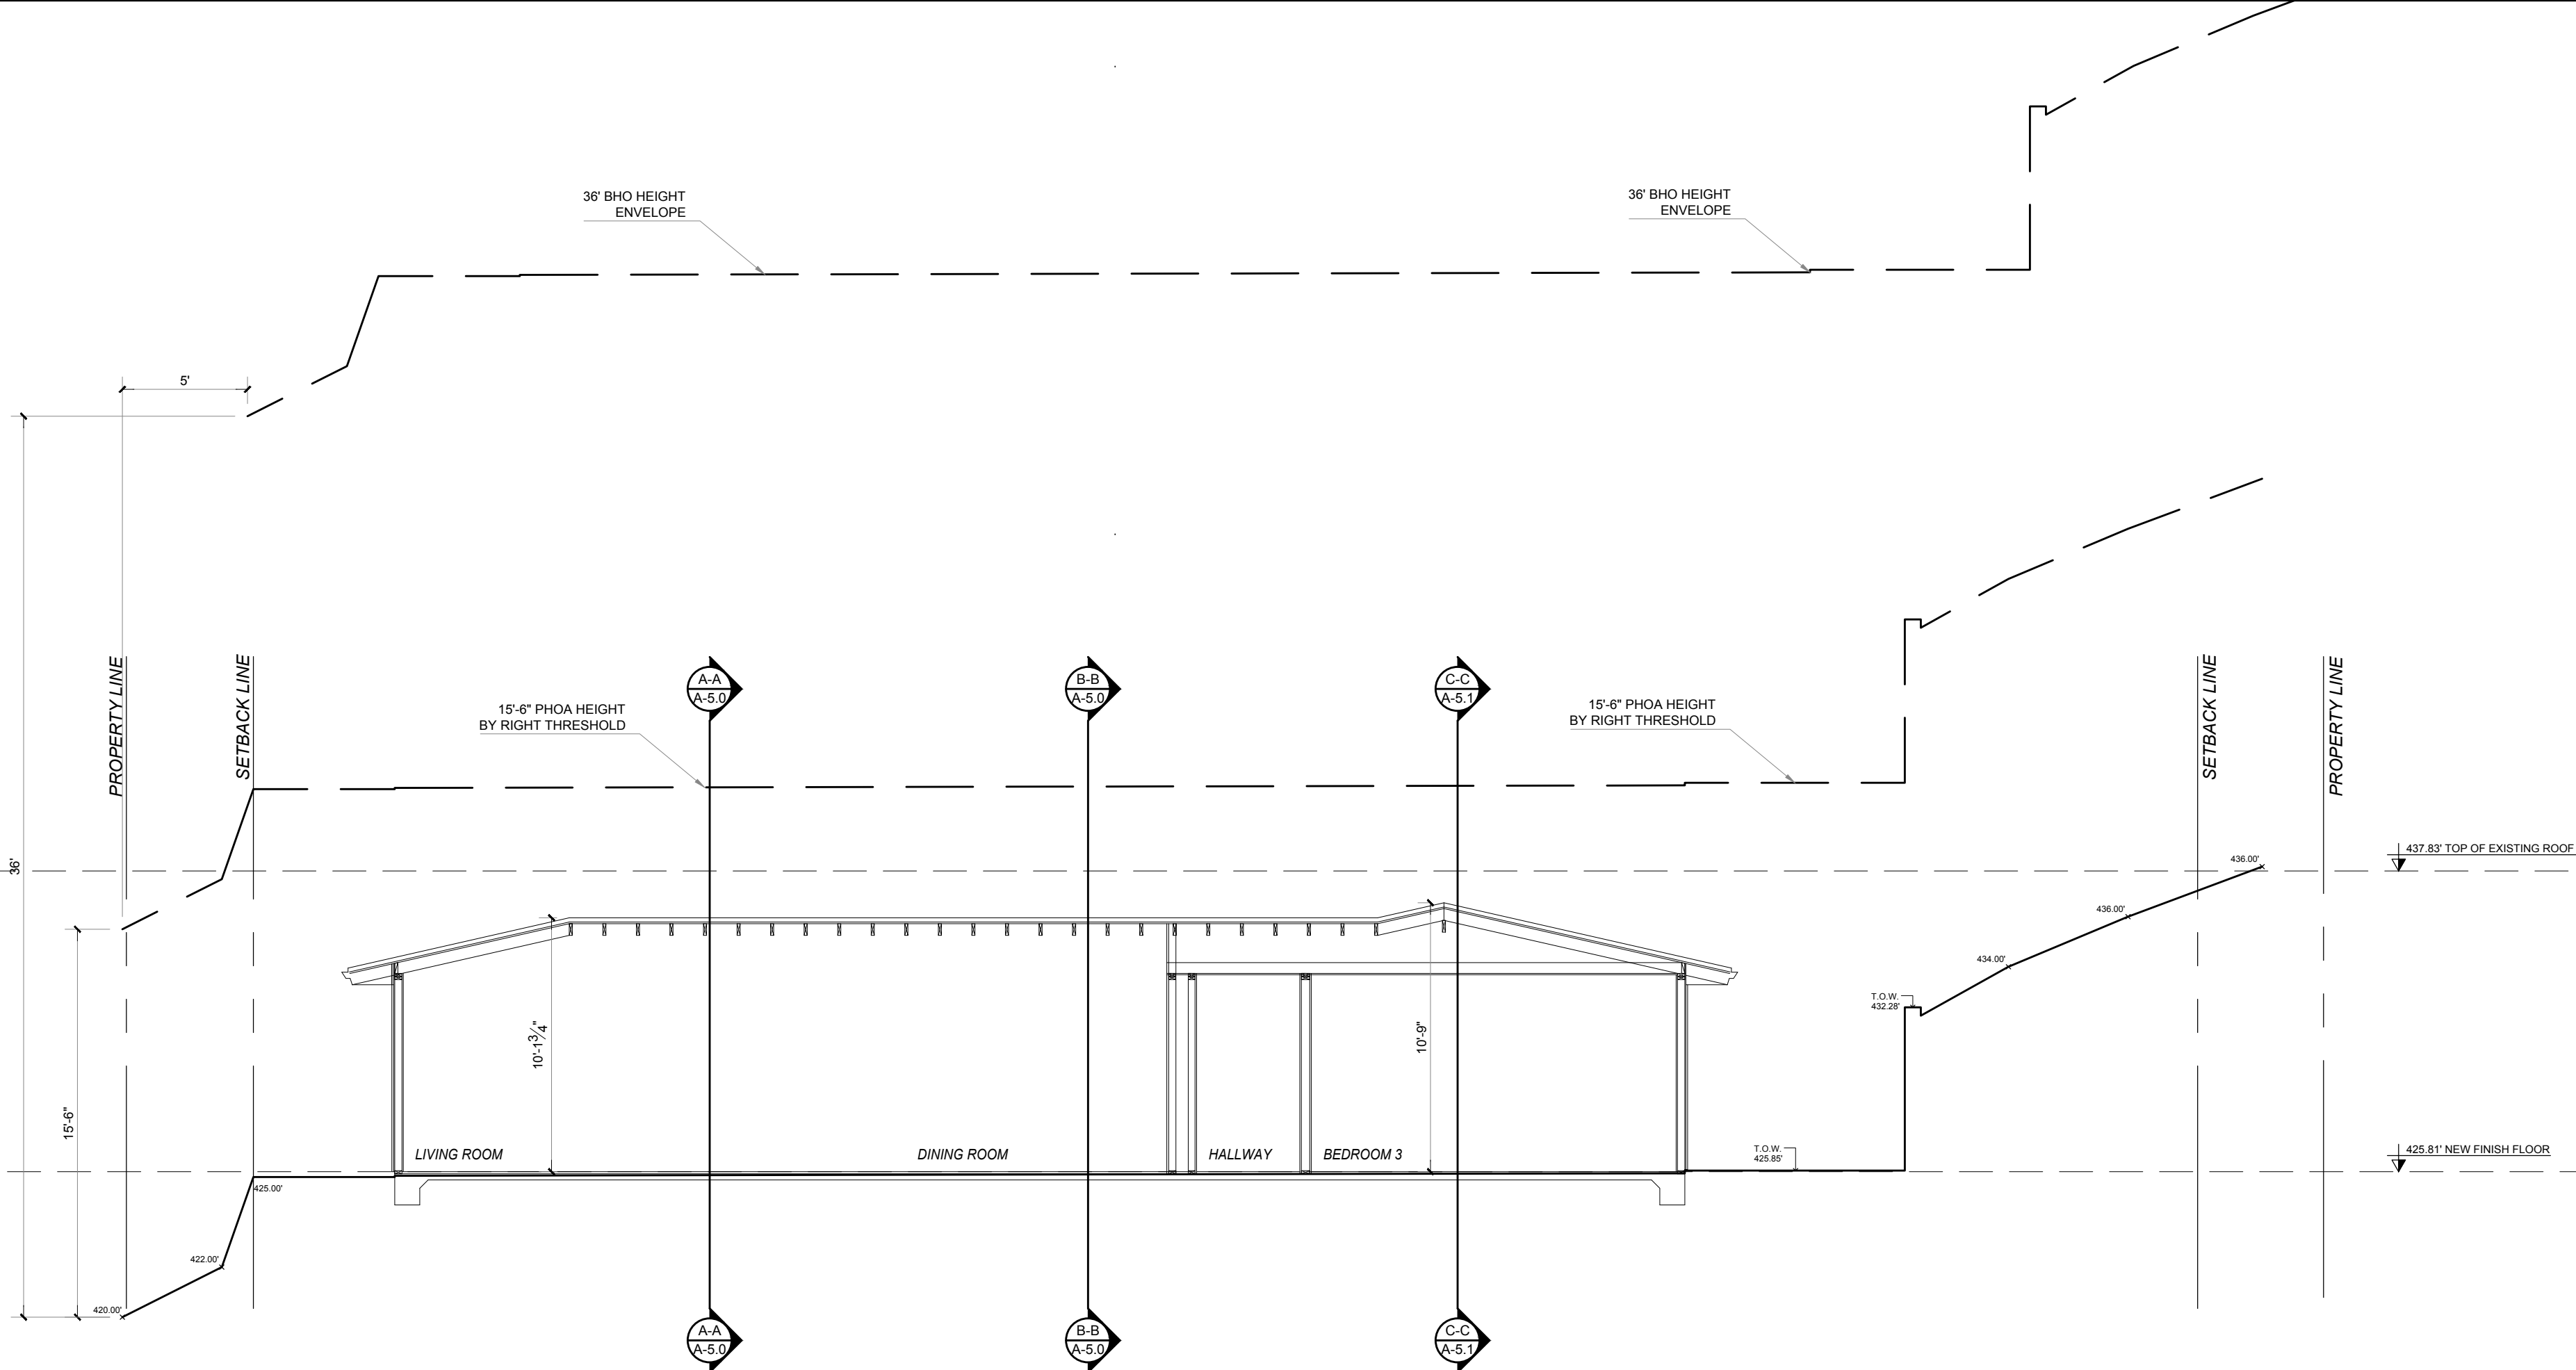 36' BHO HEIGHT
ENVELOPE
36' BHO HEIGHT
ENVELOPE
5'
PROPERTY LINE
SETBACK LINE
A-A
A-5.0
B-B
A-5.0
C-C
A-5.1
15'-6" PHOA HEIGHT
BY RIGHT THRESHOLD
15'-6" PHOA HEIGHT
BY RIGHT THRESHOLD
SETBACK LINE
PROPERTY LINE
36'
437.83' TOP OF EXISTING ROOF
436.00'
436.00'
434.00'
T.O.W.
432.28'
10'-1¾"
10'-9"
15'-6"
LIVING ROOM
DINING ROOM
HALLWAY
BEDROOM 3
T.O.W.
425.85'
425.81' NEW FINISH FLOOR
425.00'
422.00'
420.00'
A-A
A-5.0
B-B
A-5.0
C-C
A-5.1